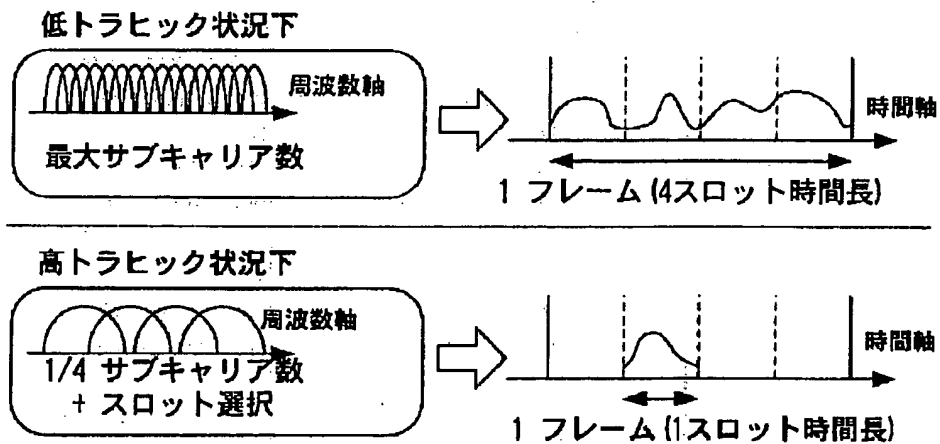 低トラヒック状況下
周波数軸
最大サブキャリア数
時間軸
1 フレーム(4スロット時間長)
高トラヒック状況下
周波数軸
1/4 サブキャリア数
+ スロット選択
時間軸
1 フレーム(1スロット時間長)